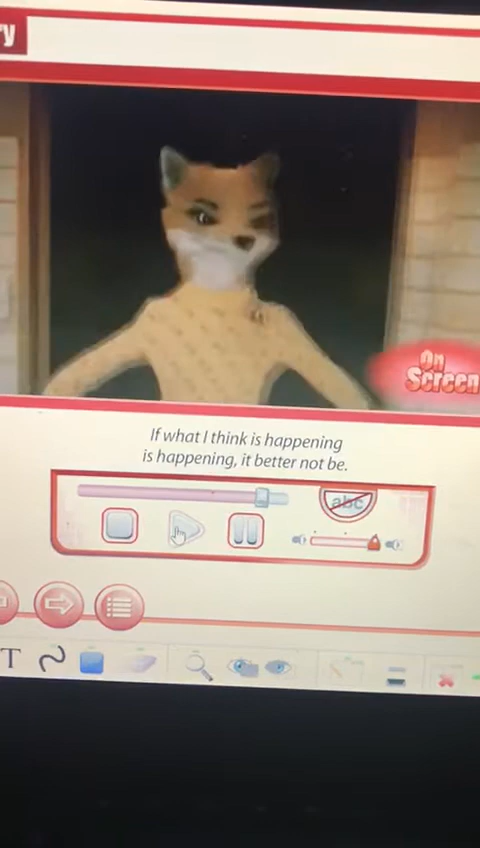 y
On
Screen
If what I think is happening
is happening, it better not be.
abc
T